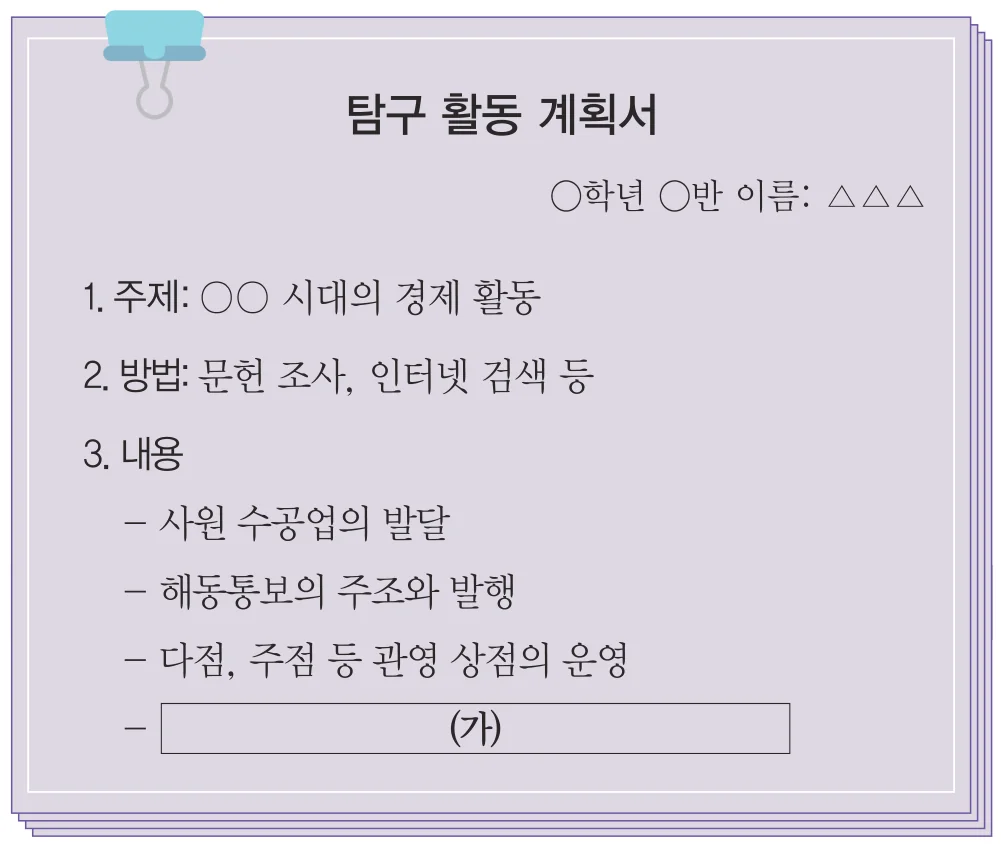 탐구 활동 계획서
○학년 ○반 이름: △△△
1. 주제: ○○ 시대의 경제 활동
2. 방법: 문헌 조사, 인터넷 검색 등
3. 내용
– 사원 수공업의 발달
– 해동통보의 주조와 발행
– 다점, 주점 등 관영 상점의 운영
– (가)